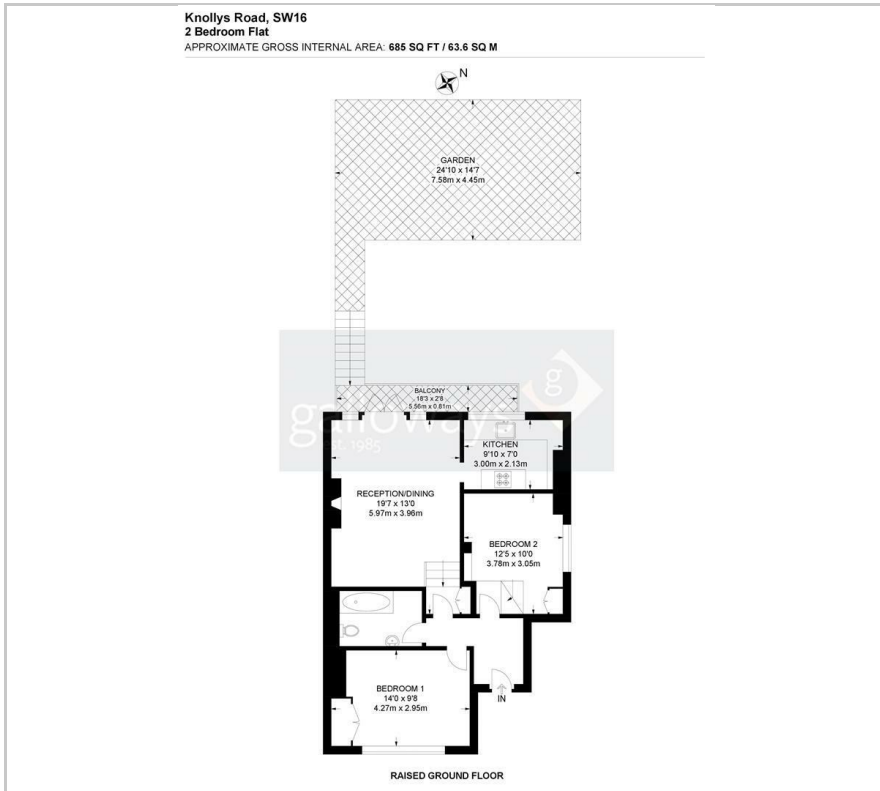 Knollys Road, SW16
2 Bedroom Flat
APPROXIMATE GROSS INTERNAL AREA: 685 SQ FT / 63.6 SQ M
N
GARDEN
24'10 x 14'7
7.58m x 4.45m
BALCONY
18'3 x 2'8
5.56m x 0.81m
g
galloways
est. 1985
KITCHEN
9'10 x 7'0
3.00m x 2.13m
RECEPTION/DINING
19'7 x 13'0
5.97m x 3.96m
BEDROOM 2
12'5 x 10'0
3.78m x 3.05m
BEDROOM 1
14'0 x 9'8
4.27m x 2.95m
IN
RAISED GROUND FLOOR